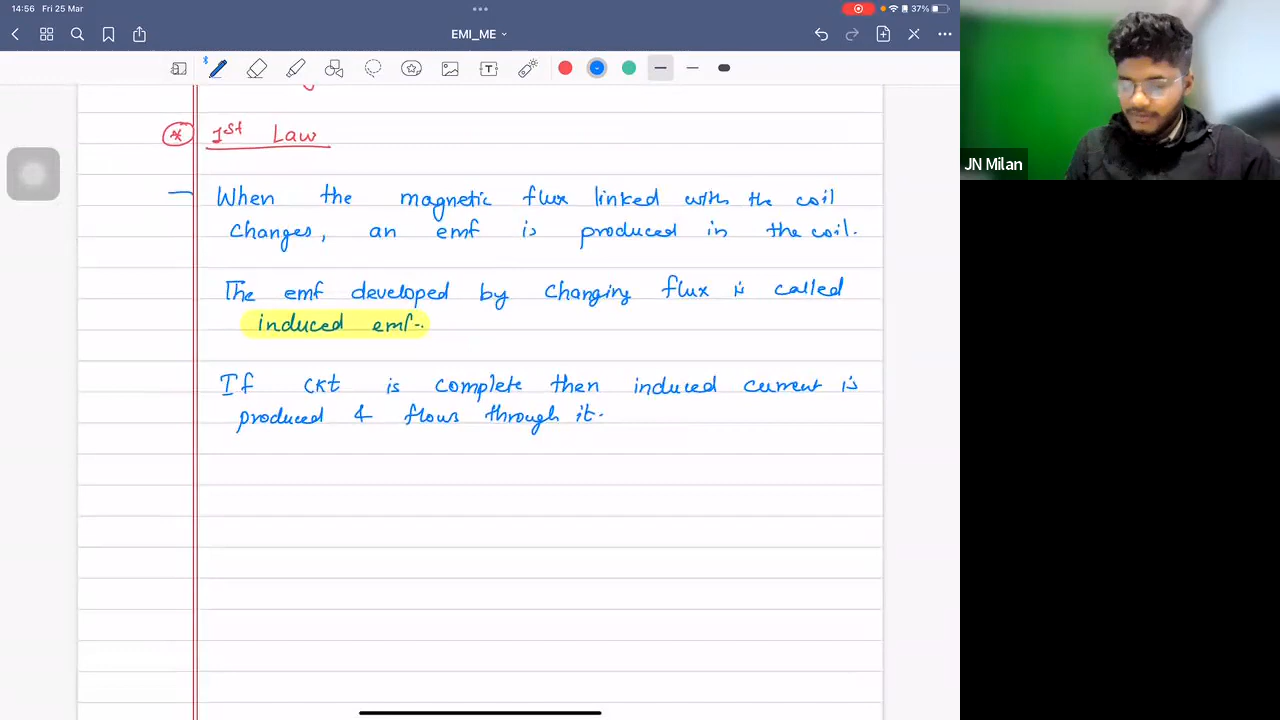 14:56 Fri 25 Mar
37%
EMI_ME
1st Law
When the magnetic flux linked with the coil
changes, an emf is produced in the coil.
The emf developed by changing flux is called
induced emf.
If ckt is complete then induced current is
produced & flows through it.
JN Milan